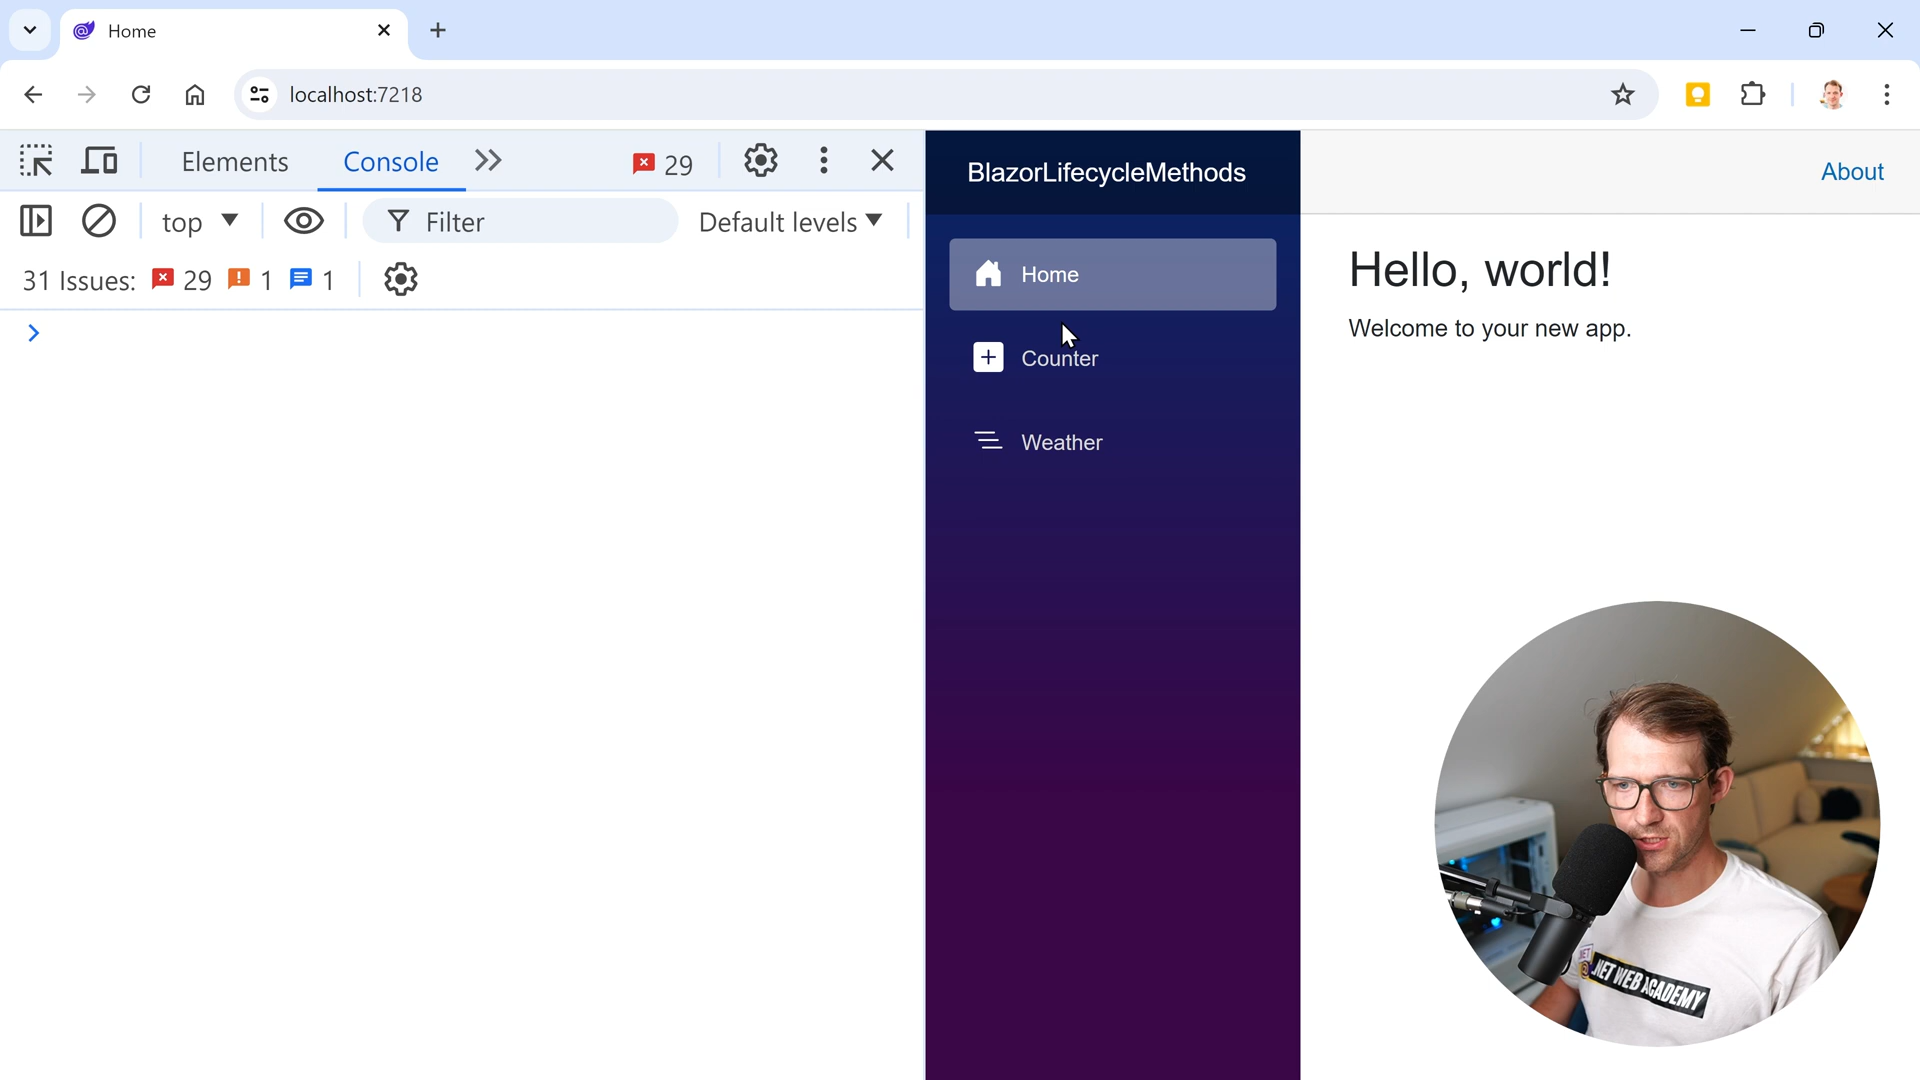 Home
localhost:7218
Elements
Console
29
top
Filter
Default levels
31 Issues:
29
1
1
BlazorLifecycleMethods
Home
Counter
Weather
About
Hello, world!
Welcome to your new app.
.NET WEB ACADEMY